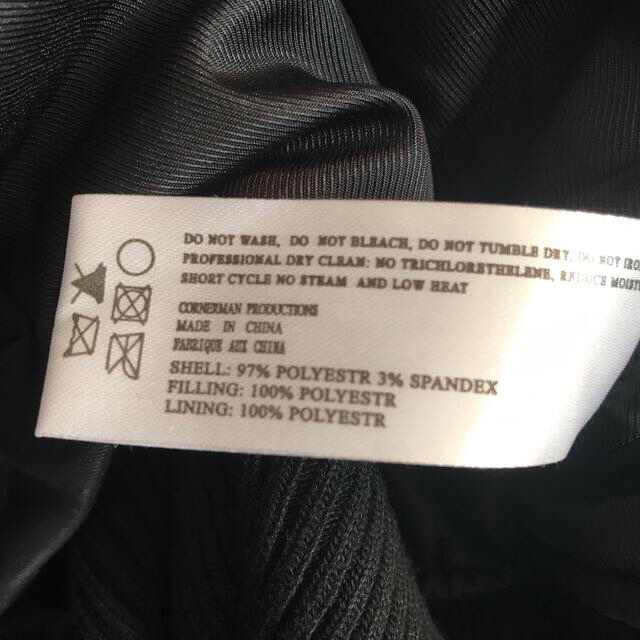 DO NOT WASH, DO NOT BLEACH, DO NOT TUMBLE DRY, DO NOT IRO
PROFESSIONAL DRY CLEAM: NO TRICHLORETHELENE, REDUCE MOIST
SHORT CYCLE NO STEAM AND LOW HEAT
CORNERMAN PRODUCTIONS
MADE IN CHINA
FABRIQUE AUX CHINA
SHELL: 97% POLYESTR 3% SPANDEX
FILLING: 100% POLYESTR
LINING: 100% POLYESTR